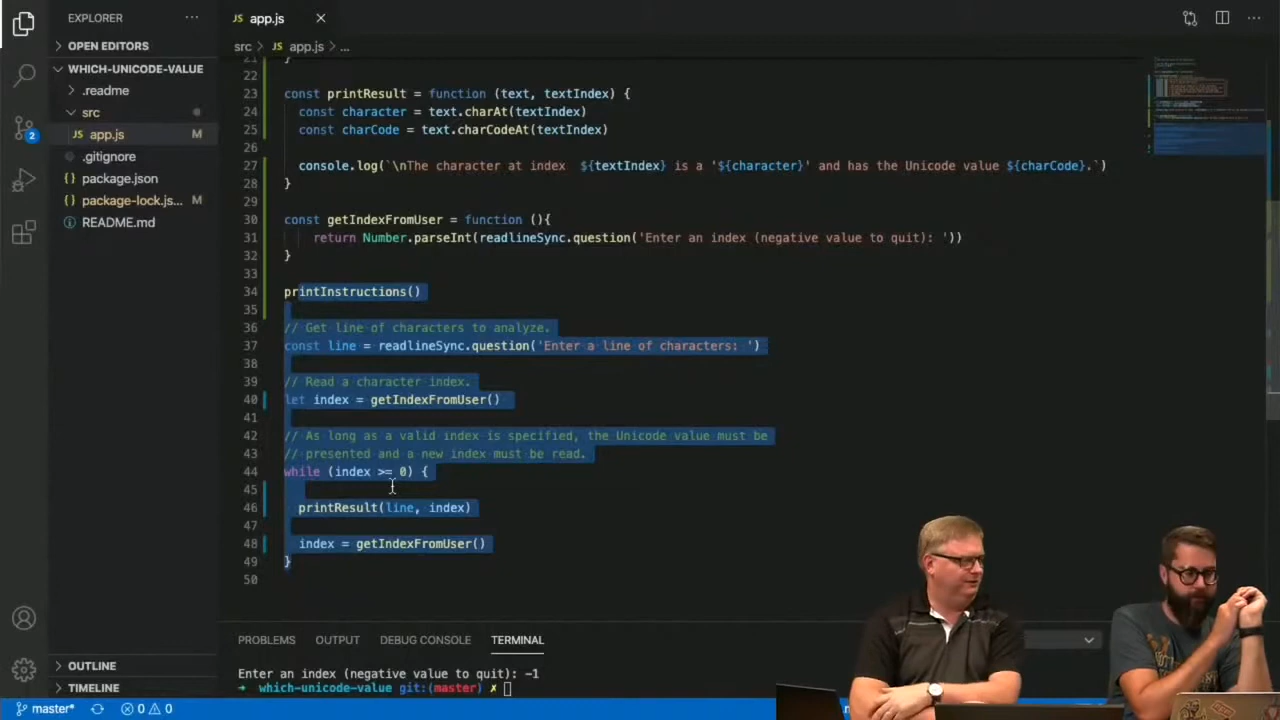 EXPLORER
JS app.js
OPEN EDITORS
src > JS app.js > ...
WHICH-UNICODE-VALUE
.readme
src
JS app.js M
.gitignore
package.json
package-lock.js... M
README.md
21 }
22
23 const printResult = function (text, textIndex) {
24 const character = text.charAt(textIndex)
25 const charCode = text.charCodeAt(textIndex)
26
27 console.log(`\nThe character at index  ${textIndex} is a '${character}' and has the Unicode value ${charCode}.`)
28 }
29
30 const getIndexFromUser = function (){
31 return Number.parseInt(readlineSync.question('Enter an index (negative value to quit): '))
32 }
33
34 printInstructions()
35
36 // Get line of characters to analyze.
37 const line = readlineSync.question('Enter a line of characters: ')
38
39 // Read a character index.
40 let index = getIndexFromUser()
41
42 // As long as a valid index is specified, the Unicode value must be
43 // presented and a new index must be read.
44 while (index >= 0) {
45
46 printResult(line, index)
47
48 index = getIndexFromUser()
49 }
50
2
PROBLEMS OUTPUT DEBUG CONSOLE TERMINAL
Enter an index (negative value to quit): -1
→ which-unicode-value git:(master) ✗
OUTLINE
TIMELINE
master* 0 0